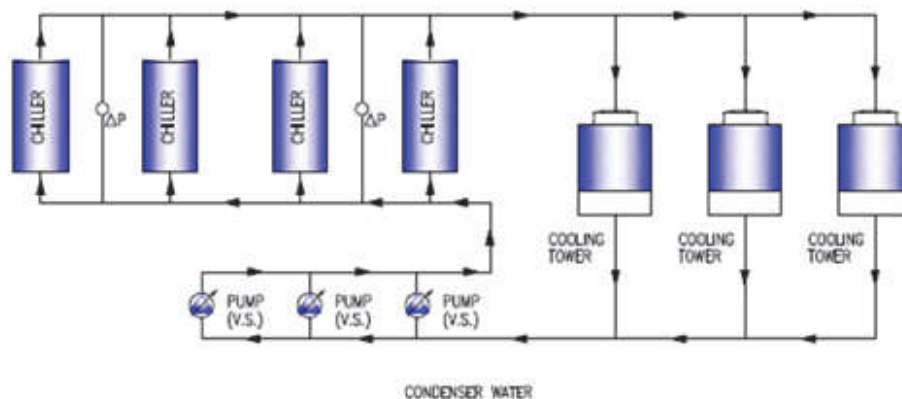 CHILLER
ΔP
CHILLER
CHILLER
ΔP
CHILLER
COOLING
TOWER
COOLING
TOWER
COOLING
TOWER
PUMP
(V.S.)
PUMP
(V.S.)
PUMP
(V.S.)
CONDENSER WATER